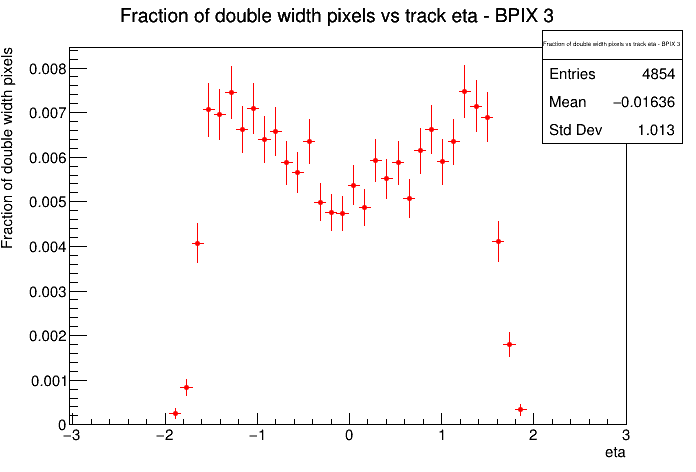 Fraction of double width pixels vs track eta - BPIX 3
Fraction of double width pixels vs track eta - BPIX 3
Entries 4854
Mean −0.01636
Std Dev 1.013
Fraction of double width pixels
0.008
0.007
0.006
0.005
0.004
0.003
0.002
0.001
0
−3 −2 −1 0 1 2 3
eta